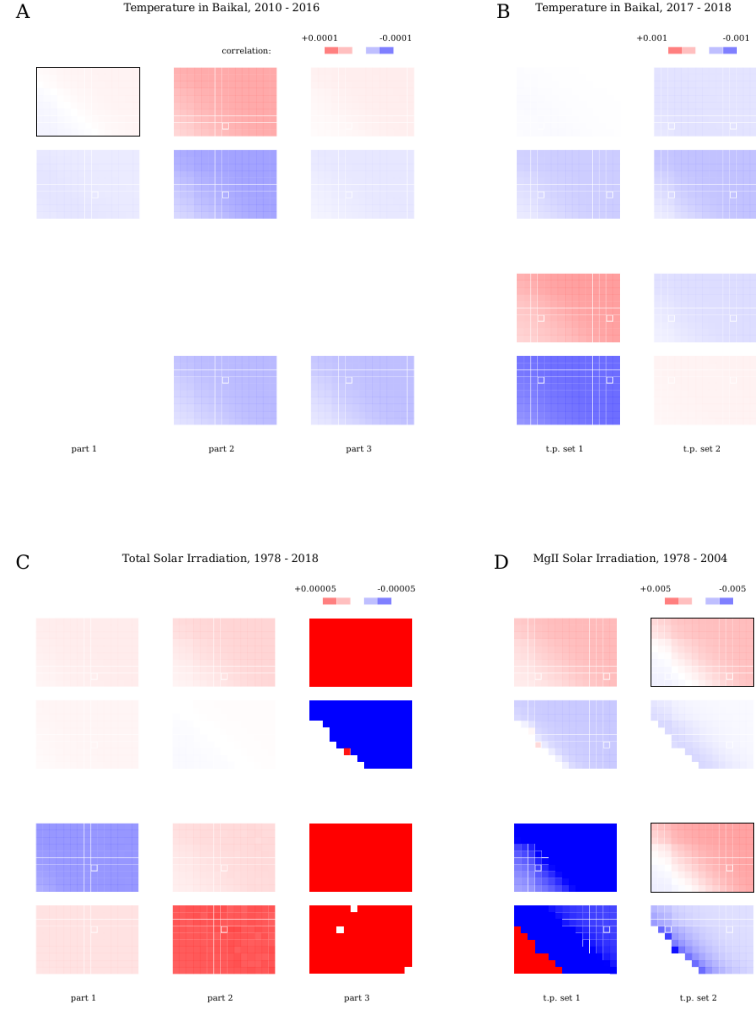 A
Temperature in Baikal, 2010 - 2016
correlation:
+0.0001
-0.0001
part 1
part 2
part 3
B
Temperature in Baikal, 2017 - 2018
+0.001
-0.001
t.p. set 1
t.p. set 2
C
Total Solar Irradiation, 1978 - 2018
+0.00005
-0.00005
part 1
part 2
part 3
D
MgII Solar Irradiation, 1978 - 2004
+0.005
-0.005
t.p. set 1
t.p. set 2